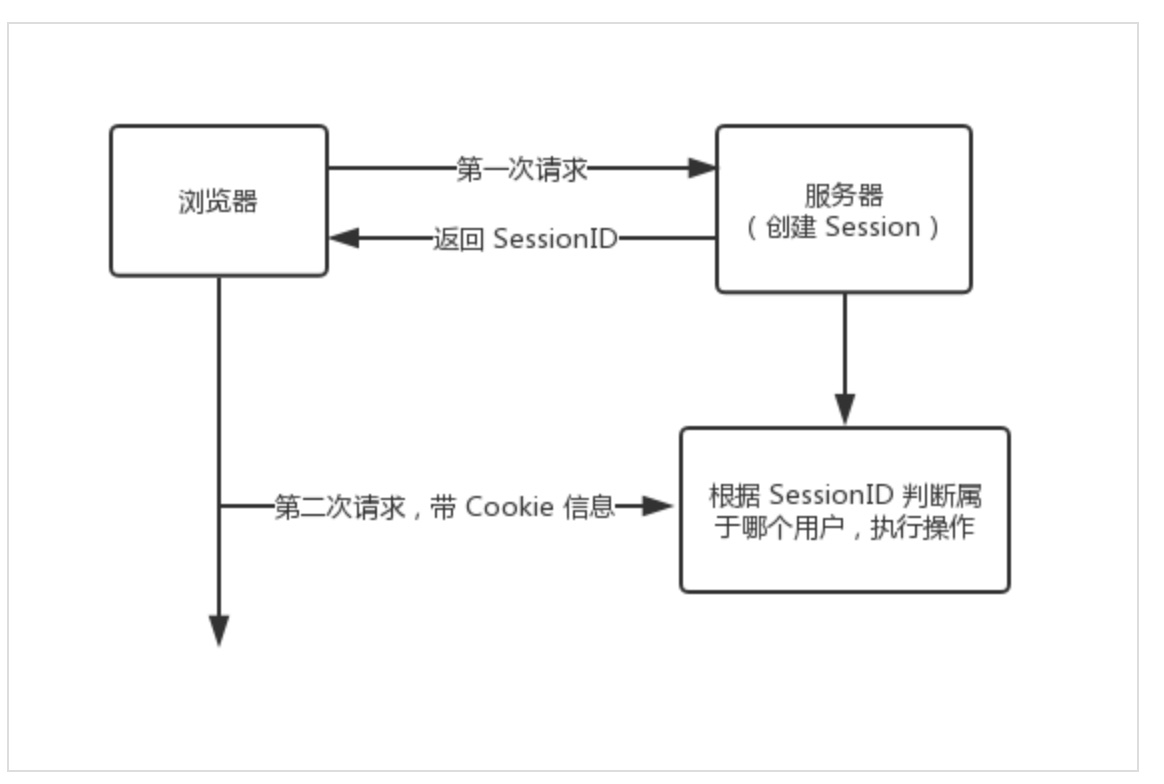 浏览器
第一次请求
服务器
（创建 Session）
返回 SessionID
第二次请求，带 Cookie 信息
根据 SessionID 判断属
于哪个用户，执行操作